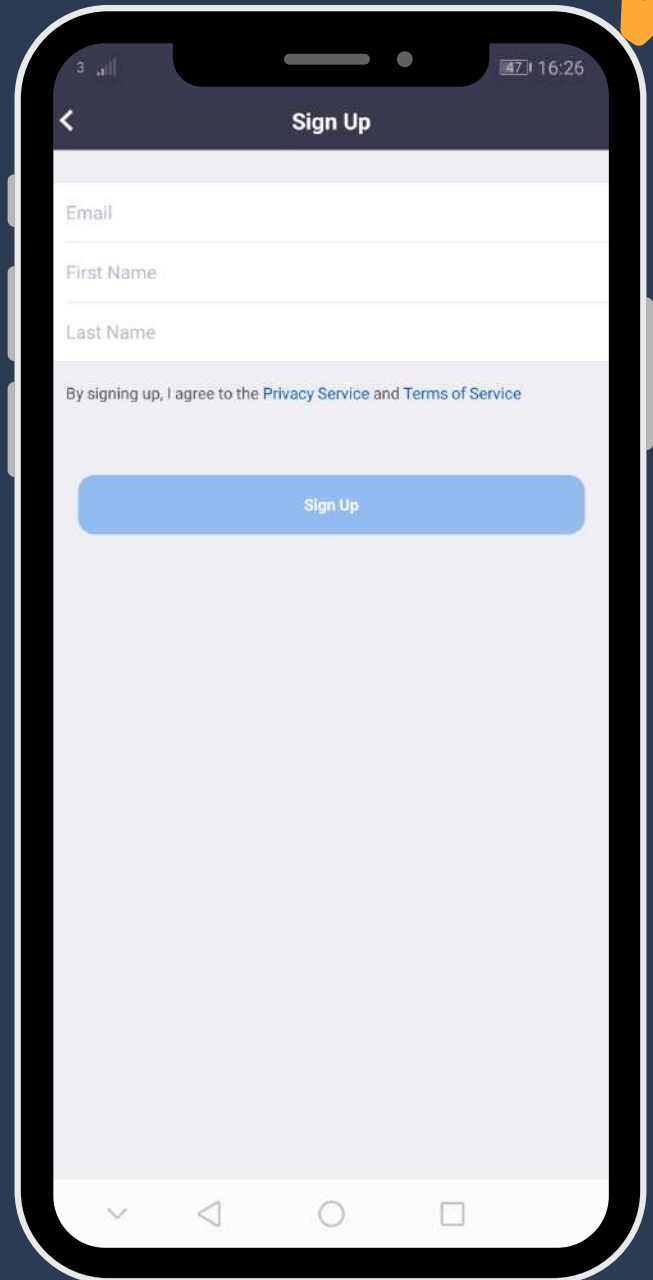 3 47 16:26
Sign Up
Email
First Name
Last Name
By signing up, I agree to the Privacy Service and Terms of Service
Sign Up